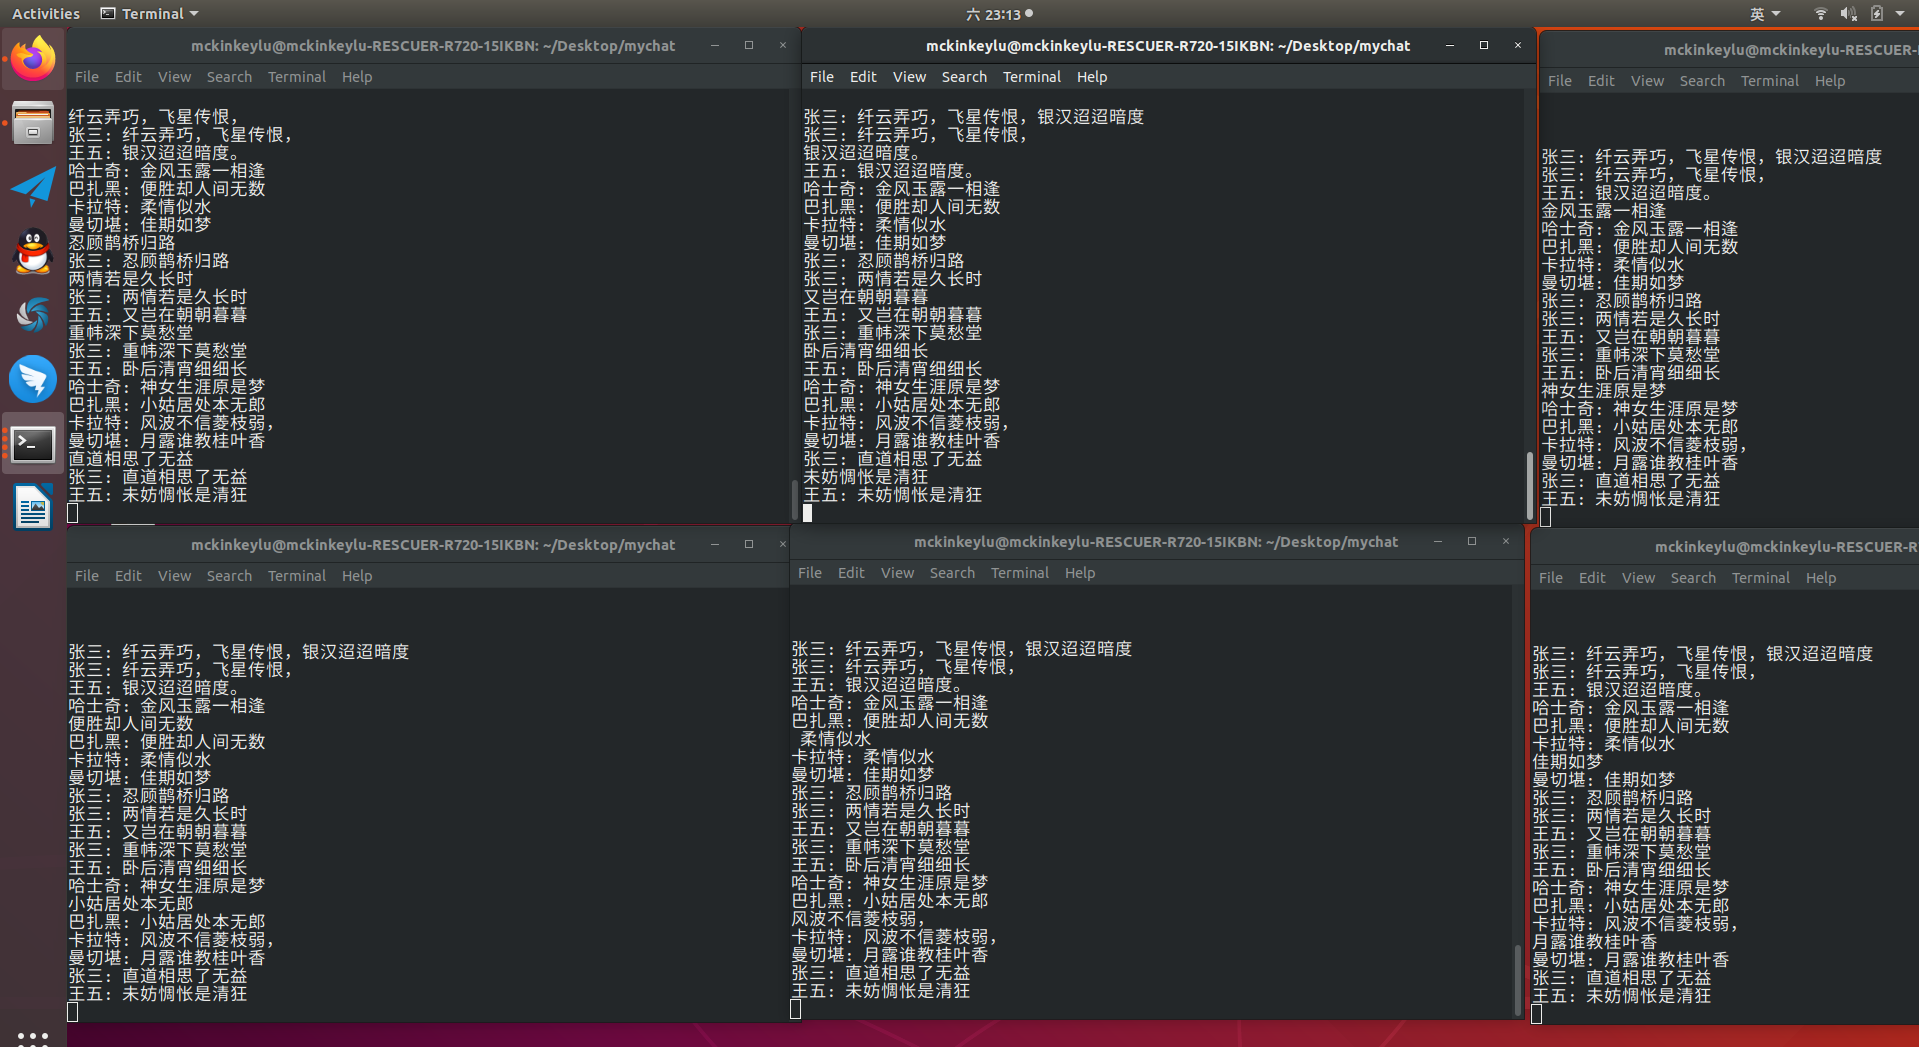 Activities
Terminal
六 23:13
英
mckinkeylu@mckinkeylu-RESCUER-R720-15IKBN: ~/Desktop/mychat
File Edit View Search Terminal Help
纤云弄巧，飞星传恨，
张三：纤云弄巧，飞星传恨，
王五：银汉迢迢暗度。
哈士奇：金风玉露一相逢
巴扎黑：便胜却人间无数
卡拉特：柔情似水
曼切堪：佳期如梦
忍顾鹊桥归路
张三：忍顾鹊桥归路
两情若是久长时
张三：两情若是久长时
王五：又岂在朝朝暮暮
重帏深下莫愁堂
张三：重帏深下莫愁堂
王五：卧后清宵细细长
哈士奇：神女生涯原是梦
巴扎黑：小姑居处本无郎
卡拉特：风波不信菱枝弱，
曼切堪：月露谁教桂叶香
直道相思了无益
张三：直道相思了无益
王五：未妨惆怅是清狂
mckinkeylu@mckinkeylu-RESCUER-R720-15IKBN: ~/Desktop/mychat
File Edit View Search Terminal Help
张三：纤云弄巧，飞星传恨，银汉迢迢暗度
张三：纤云弄巧，飞星传恨，
银汉迢迢暗度。
王五：银汉迢迢暗度。
哈士奇：金风玉露一相逢
巴扎黑：便胜却人间无数
卡拉特：柔情似水
曼切堪：佳期如梦
张三：忍顾鹊桥归路
张三：两情若是久长时
又岂在朝朝暮暮
王五：又岂在朝朝暮暮
张三：重帏深下莫愁堂
卧后清宵细细长
王五：卧后清宵细细长
哈士奇：神女生涯原是梦
巴扎黑：小姑居处本无郎
卡拉特：风波不信菱枝弱，
曼切堪：月露谁教桂叶香
张三：直道相思了无益
未妨惆怅是清狂
王五：未妨惆怅是清狂
mckinkeylu@mckinkeylu-RESCUER-R
File Edit View Search Terminal Help
张三：纤云弄巧，飞星传恨，银汉迢迢暗度
张三：纤云弄巧，飞星传恨，
王五：银汉迢迢暗度。
金风玉露一相逢
哈士奇：金风玉露一相逢
巴扎黑：便胜却人间无数
卡拉特：柔情似水
曼切堪：佳期如梦
张三：忍顾鹊桥归路
张三：两情若是久长时
王五：又岂在朝朝暮暮
张三：重帏深下莫愁堂
王五：卧后清宵细细长
神女生涯原是梦
哈士奇：神女生涯原是梦
巴扎黑：小姑居处本无郎
卡拉特：风波不信菱枝弱，
曼切堪：月露谁教桂叶香
张三：直道相思了无益
王五：未妨惆怅是清狂
mckinkeylu@mckinkeylu-RESCUER-R720-15IKBN: ~/Desktop/mychat
File Edit View Search Terminal Help
张三：纤云弄巧，飞星传恨，银汉迢迢暗度
张三：纤云弄巧，飞星传恨，
王五：银汉迢迢暗度。
哈士奇：金风玉露一相逢
便胜却人间无数
巴扎黑：便胜却人间无数
卡拉特：柔情似水
曼切堪：佳期如梦
张三：忍顾鹊桥归路
张三：两情若是久长时
王五：又岂在朝朝暮暮
张三：重帏深下莫愁堂
王五：卧后清宵细细长
哈士奇：神女生涯原是梦
小姑居处本无郎
巴扎黑：小姑居处本无郎
卡拉特：风波不信菱枝弱，
曼切堪：月露谁教桂叶香
张三：直道相思了无益
王五：未妨惆怅是清狂
mckinkeylu@mckinkeylu-RESCUER-R720-15IKBN: ~/Desktop/mychat
File Edit View Search Terminal Help
张三：纤云弄巧，飞星传恨，银汉迢迢暗度
张三：纤云弄巧，飞星传恨，
王五：银汉迢迢暗度。
哈士奇：金风玉露一相逢
巴扎黑：便胜却人间无数
柔情似水
卡拉特：柔情似水
曼切堪：佳期如梦
张三：忍顾鹊桥归路
张三：两情若是久长时
王五：又岂在朝朝暮暮
张三：重帏深下莫愁堂
王五：卧后清宵细细长
哈士奇：神女生涯原是梦
巴扎黑：小姑居处本无郎
风波不信菱枝弱，
卡拉特：风波不信菱枝弱，
曼切堪：月露谁教桂叶香
张三：直道相思了无益
王五：未妨惆怅是清狂
mckinkeylu@mckinkeylu-RESCUER-R7
File Edit View Search Terminal Help
张三：纤云弄巧，飞星传恨，银汉迢迢暗度
张三：纤云弄巧，飞星传恨，
王五：银汉迢迢暗度。
哈士奇：金风玉露一相逢
巴扎黑：便胜却人间无数
卡拉特：柔情似水
佳期如梦
曼切堪：佳期如梦
张三：忍顾鹊桥归路
张三：两情若是久长时
王五：又岂在朝朝暮暮
张三：重帏深下莫愁堂
王五：卧后清宵细细长
哈士奇：神女生涯原是梦
巴扎黑：小姑居处本无郎
卡拉特：风波不信菱枝弱，
月露谁教桂叶香
曼切堪：月露谁教桂叶香
张三：直道相思了无益
王五：未妨惆怅是清狂